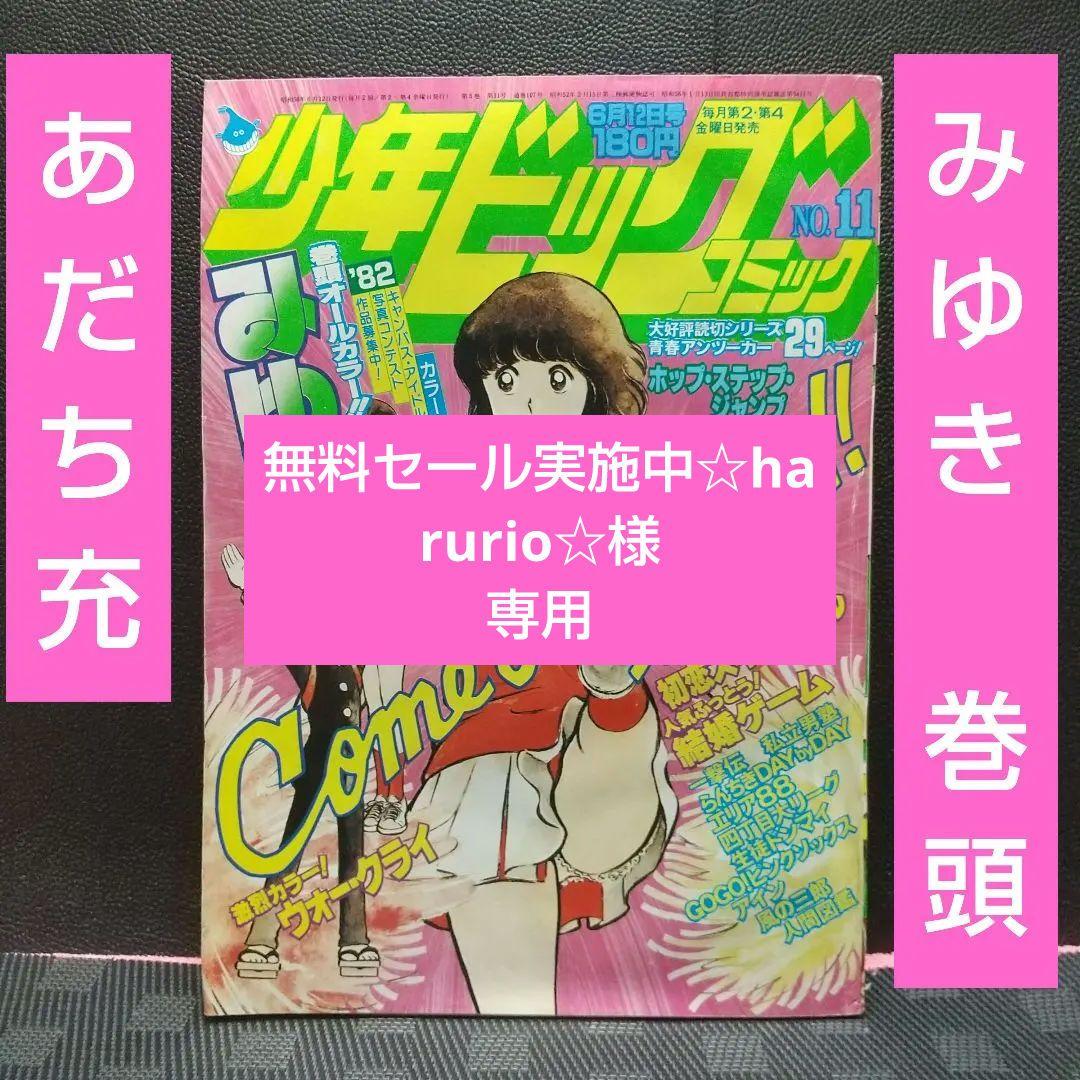 あだち充
みゆき 巻頭
6月12日号
180円
毎月第2・第4
金曜日発売
少年ビッグ
コミック
NO.11
みゆ
巻頭オールカラー!!
'82
キャンパス・アイドル
写真コンテスト
作品募集中!
カラー
大好評読切シリーズ
青春アンツーカー 29ページ!
ホップ・ステップ・
ジャンプ
無料セール実施中☆ha
rurio☆様
専用
Come
初恋
人気ふっとう!
結婚ゲーム
一撃伝 私立男塾
らんちきDAY by DAY
エリア88
四丁目大リーグ
生徒ドンマイ
GOGO!ピンクソックス
アイン
風の三郎
人間図鑑
激烈カラー!
ウォー・クライ